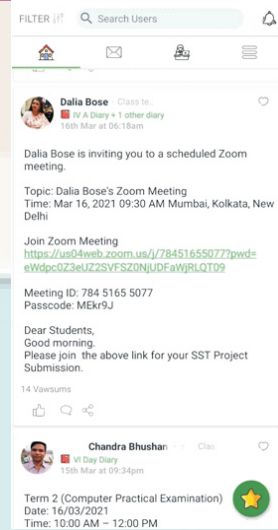 FILTER
Search Users
Dalia Bose Class te..
IV A Diary + 1 other diary
16th Mar at 06:18am
Dalia Bose is inviting you to a scheduled Zoom
meeting.
Topic: Dalia Bose's Zoom Meeting
Time: Mar 16, 2021 09:30 AM Mumbai, Kolkata, New
Delhi
Join Zoom Meeting
https://us04web.zoom.us/j/78451655077?pwd=
eWdpc0Z3eUZ2SVFSZ0NjUDFaWjRLQT09
Meeting ID: 784 5165 5077
Passcode: MEkr9J
Dear Students,
Good morning.
Please join the above link for your SST Project
Submission.
14 Vawsums
Chandra Bhushan Clas
VI Day Diary
15th Mar at 09:34pm
Term 2 (Computer Practical Examination)
Date: 16/03/2021
Time: 10:00 AM – 12:00 PM